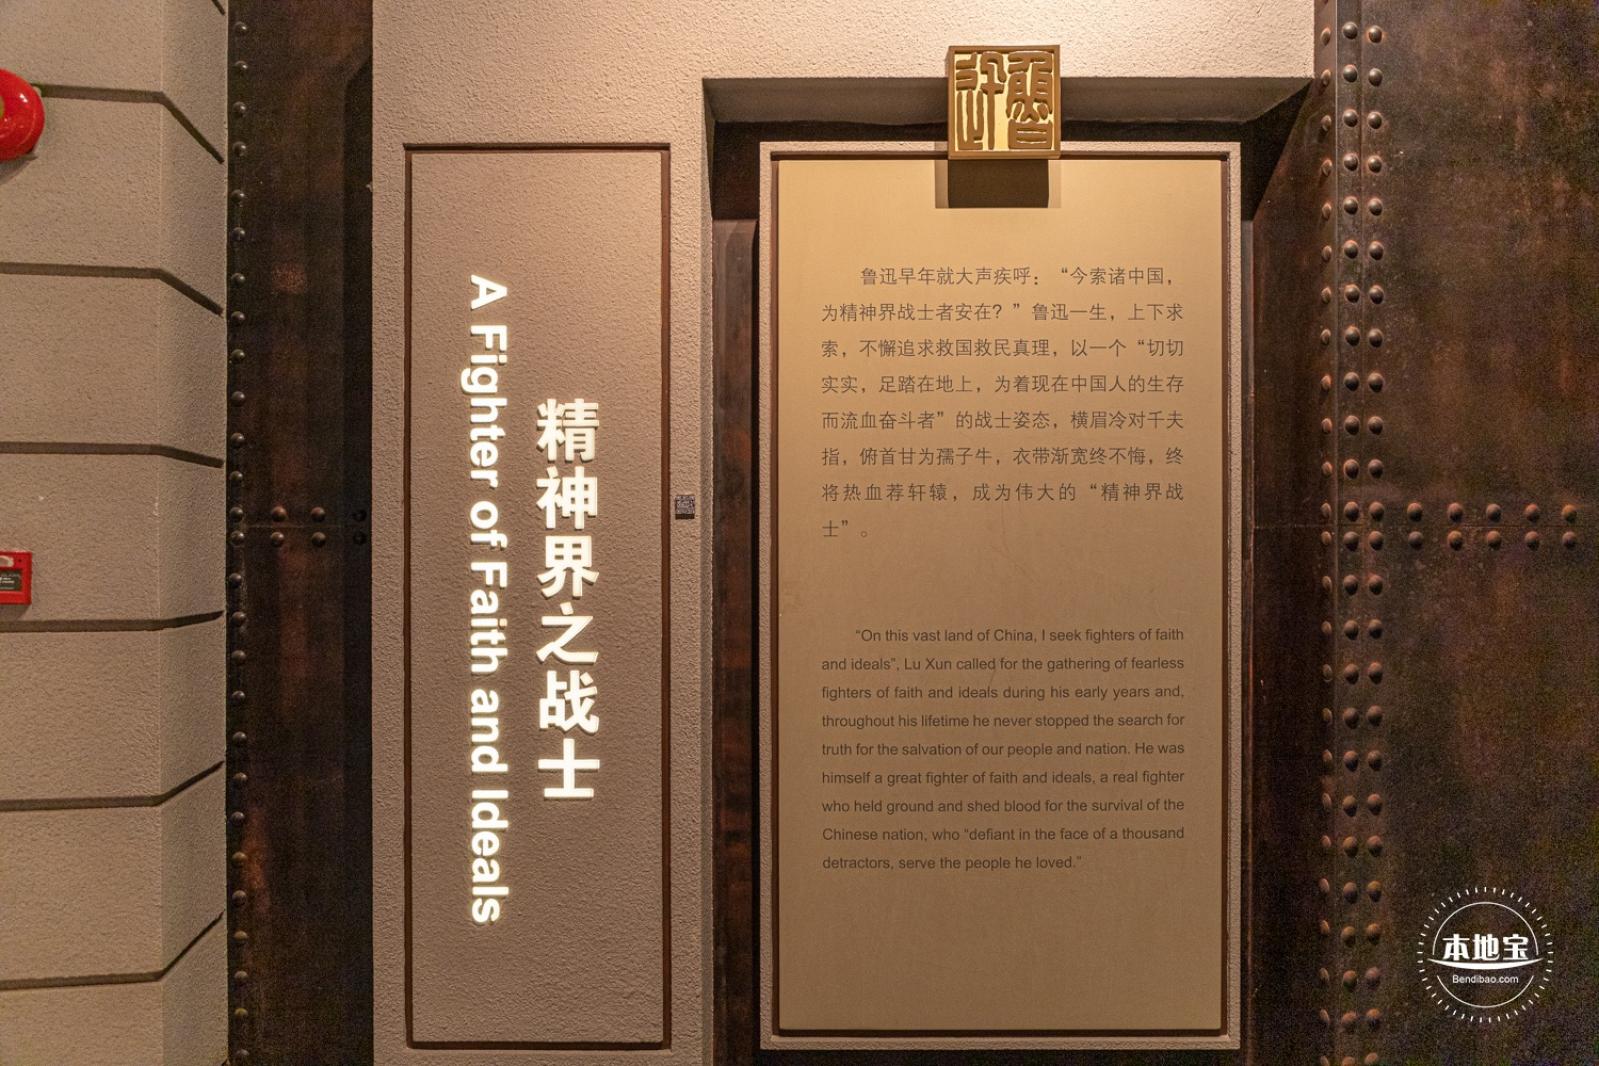 精神界之战士
A Fighter of Faith and Ideals
鲁迅
鲁迅早年就大声疾呼：“今索诸中国，
为精神界战士者安在？”鲁迅一生，上下求
索，不懈追求救国救民真理，以一个“切切
实实，足踏在地上，为着现在中国人的生存
而流血奋斗者”的战士姿态，横眉冷对千夫
指，俯首甘为孺子牛，衣带渐宽终不悔，终
将热血荐轩辕，成为伟大的“精神界战
士”。
“On this vast land of China, I seek fighters of faith
and ideals”, Lu Xun called for the gathering of fearless
fighters of faith and ideals during his early years and,
throughout his lifetime he never stopped the search for
truth for the salvation of our people and nation. He was
himself a great fighter of faith and ideals, a real fighter
who held ground and shed blood for the survival of the
Chinese nation, who “defiant in the face of a thousand
detractors, serve the people he loved.”
本地宝
Bendibao.com